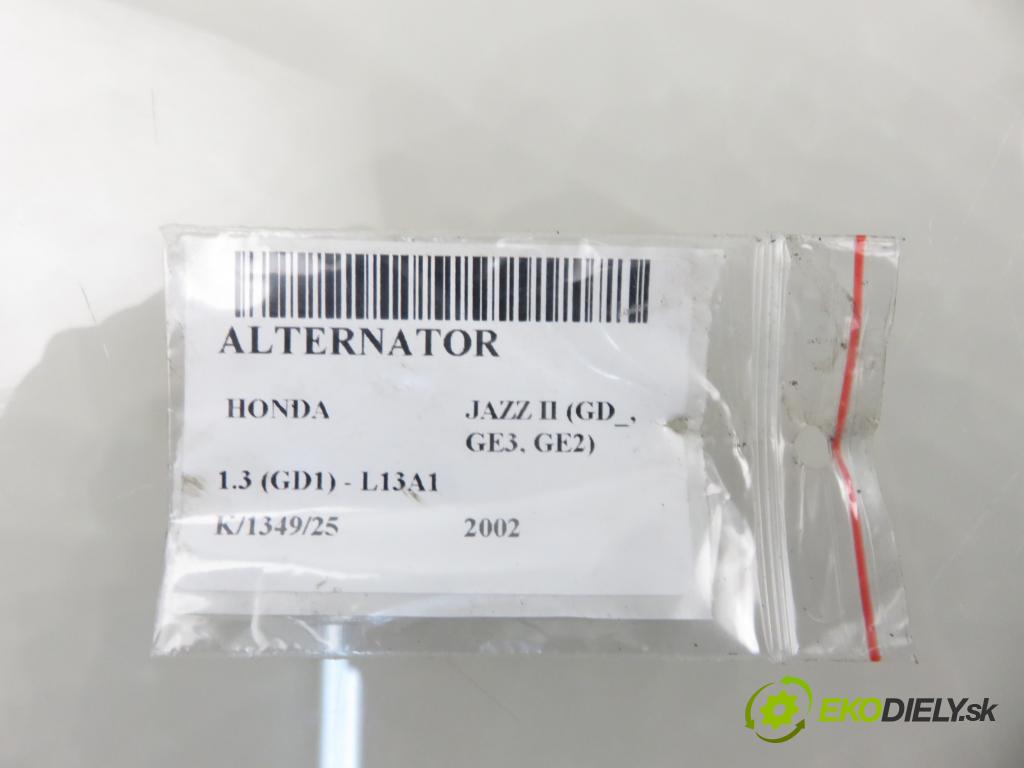 ALTERNATOR
HONDA JAZZ II (GD_,
GE3, GE2)
1.3 (GD1) - L13A1
K/1349/25 2002
EKODIELY.sk